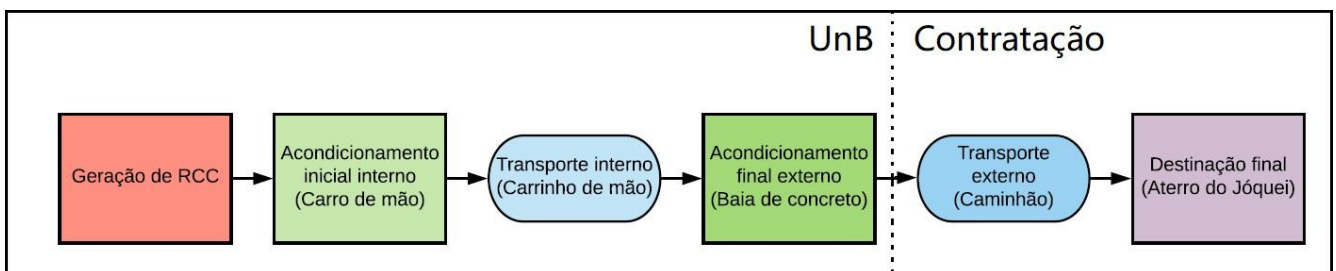 UnB
Contratação
Geração de RCC
Acondicionamento
inicial interno
(Carro de mão)
Transporte interno
(Carrinho de mão)
Acondicionamento
final externo
(Baia de concreto)
Transporte
externo
(Caminhão)
Destinação final
(Aterro do Jóquei)